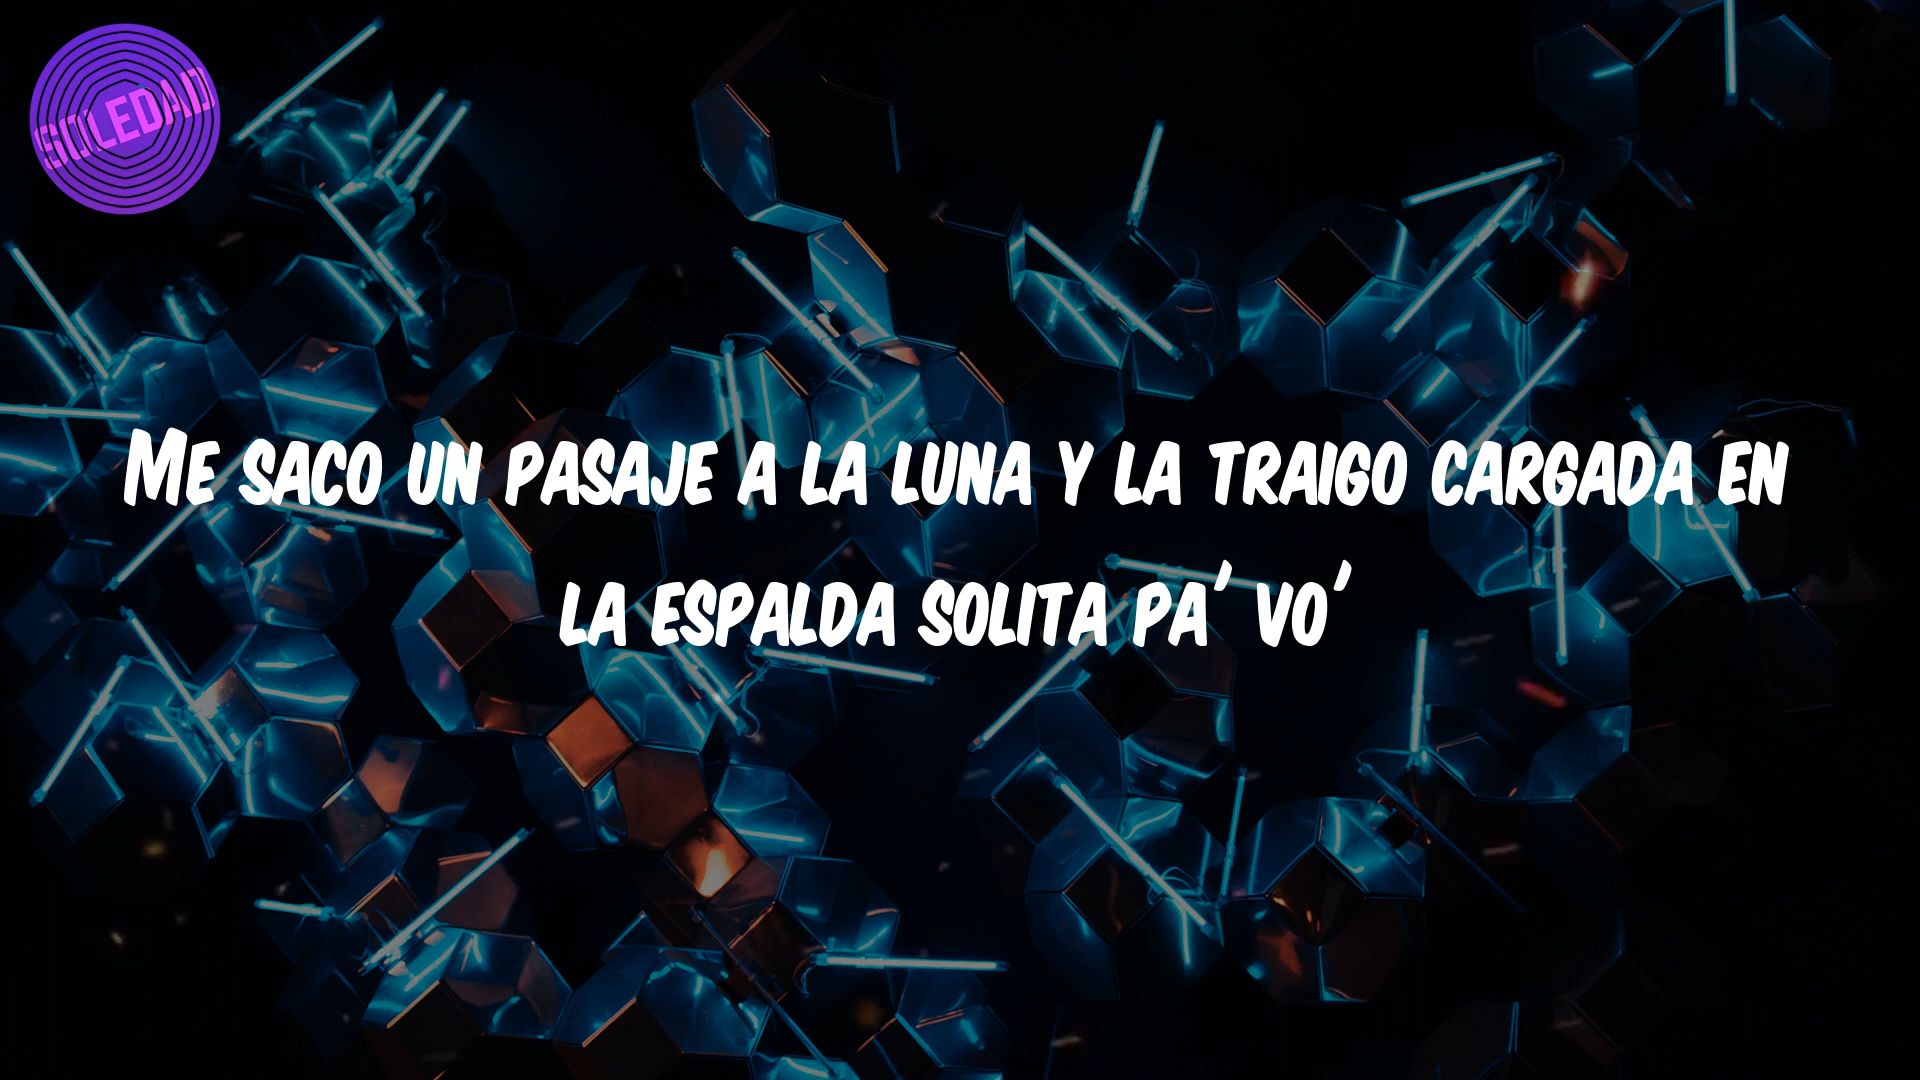 SOLEDAD
ME SACO UN PASAJE A LA LUNA Y LA TRAIGO CARGADA EN
LA ESPALDA SOLITA PA' VO'